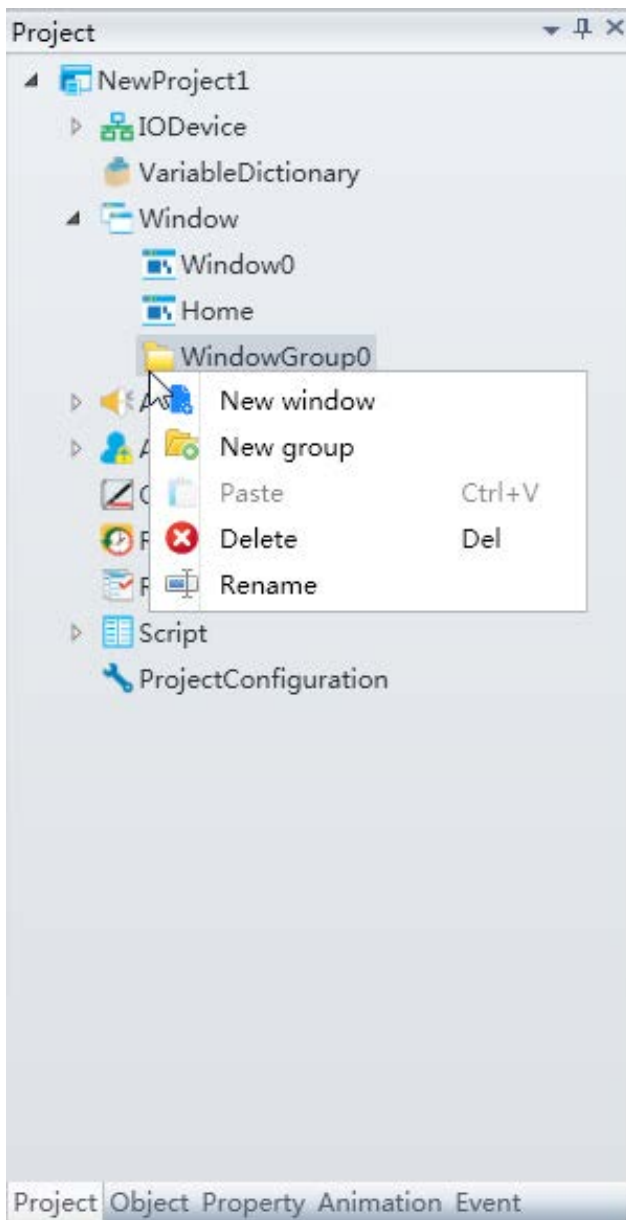 Project
NewProject1
IODevice
VariableDictionary
Window
Window0
Home
WindowGroup0
New window
New group
Paste Ctrl+V
Delete Del
Rename
Script
ProjectConfiguration
Project Object Property Animation Event